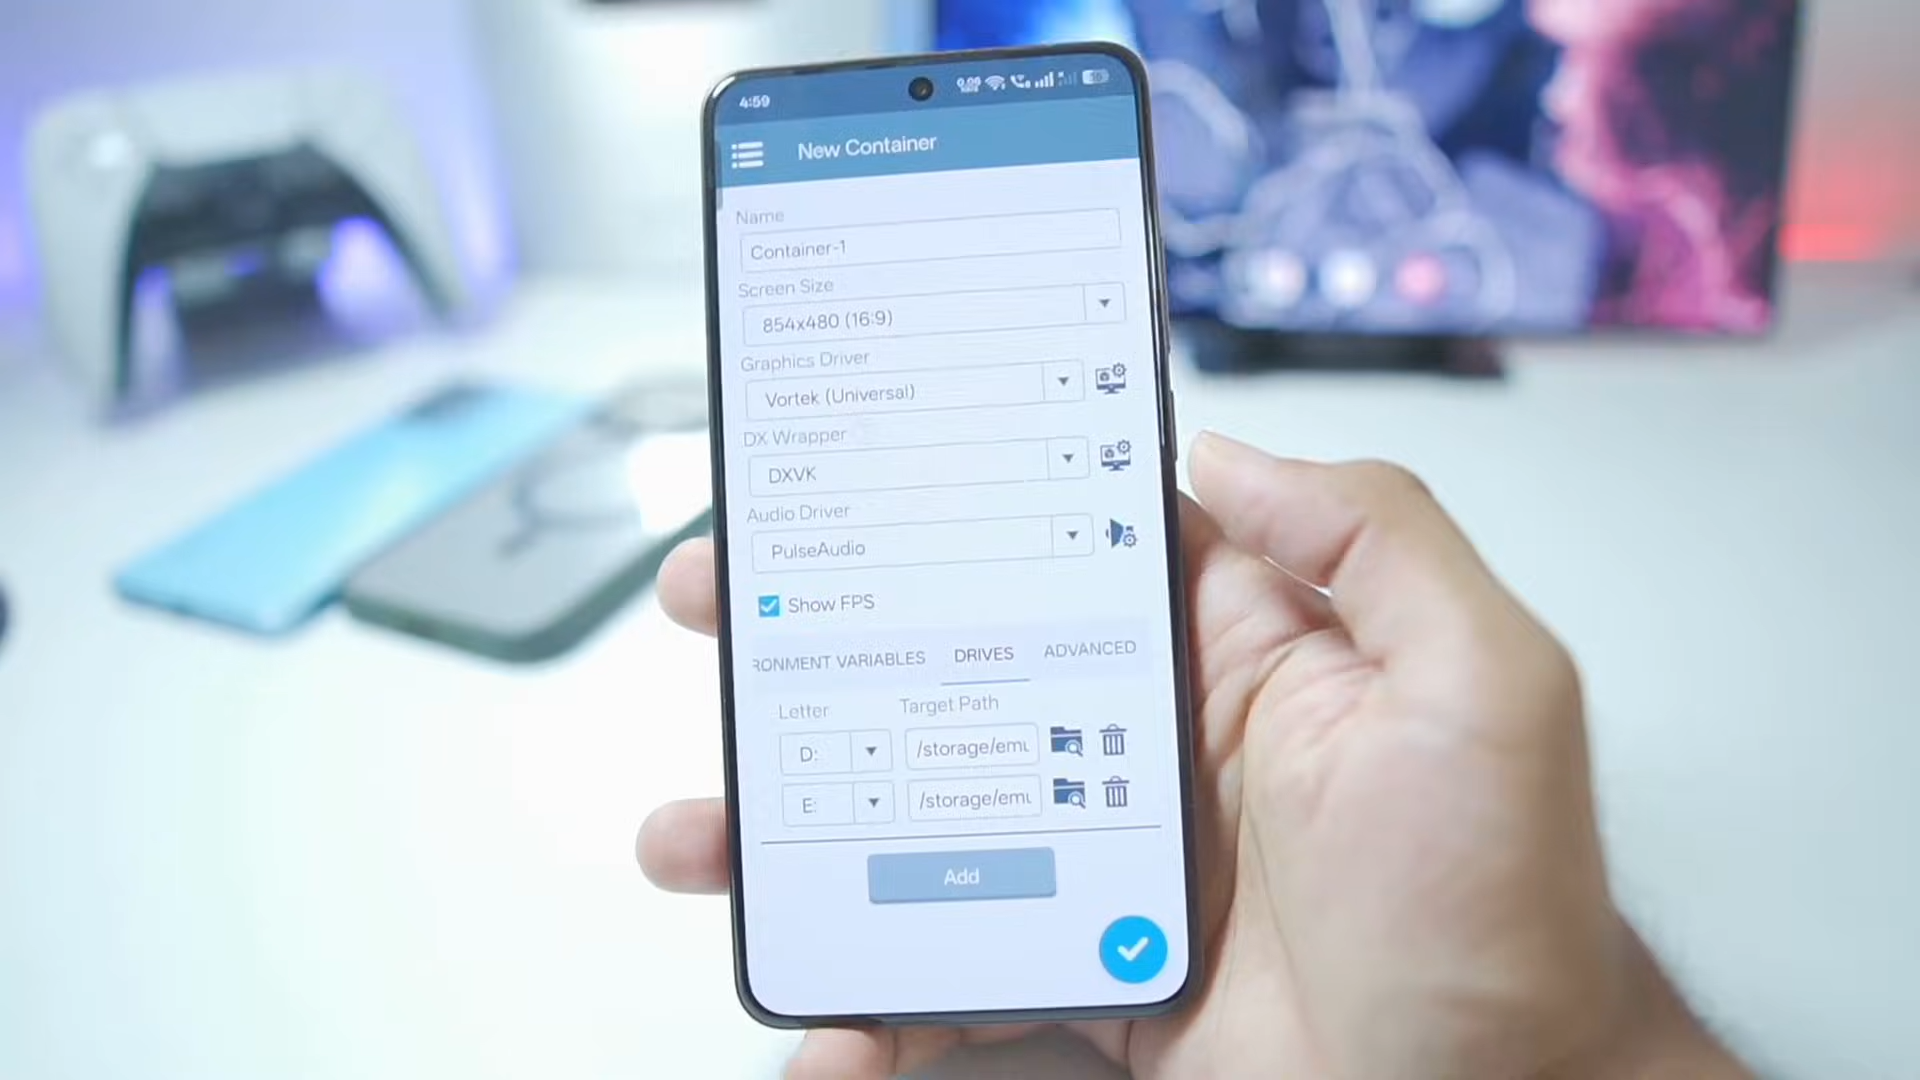 4:59
New Container
Name
Container-1
Screen Size
854x480 (16:9)
Graphics Driver
Vortek (Universal)
DX Wrapper
DXVK
Audio Driver
PulseAudio
Show FPS
RONMENT VARIABLES DRIVES ADVANCED
Letter Target Path
D: /storage/emu
E: /storage/emu
Add